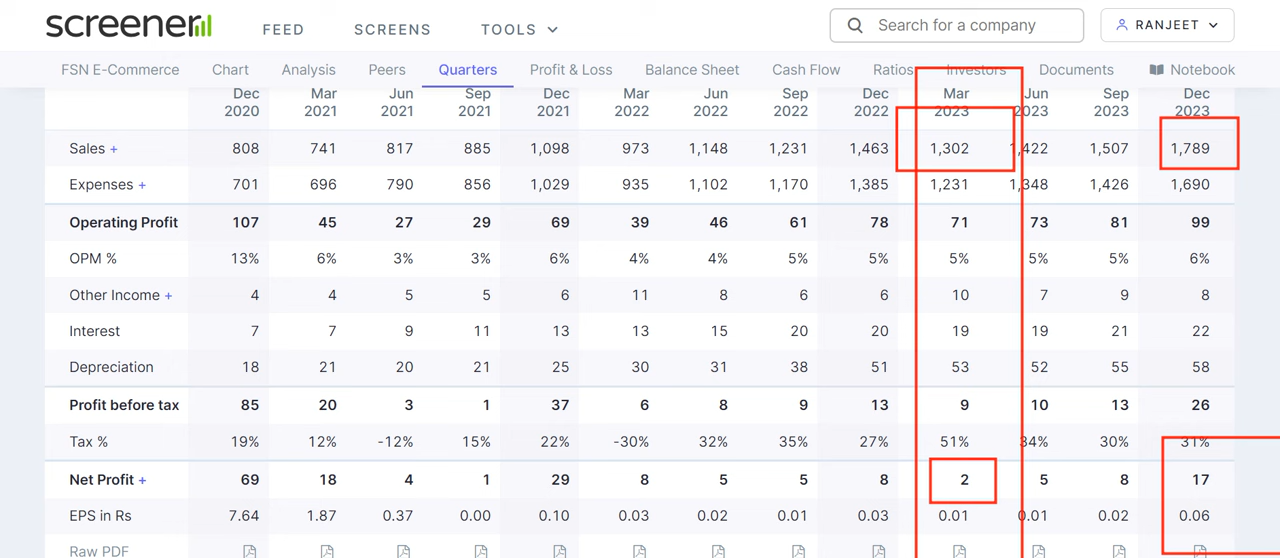 screener
FEED SCREENS TOOLS Search for a company RANJEET
FSN E-Commerce Chart Analysis Peers Quarters Profit & Loss Balance Sheet Cash Flow Ratios Investors Documents Notebook
Dec Mar Jun Sep Dec Mar Jun Sep Dec Mar Jun Sep Dec
2020 2021 2021 2021 2021 2022 2022 2022 2022 2023 2023 2023 2023
Sales + 808 741 817 885 1,098 973 1,148 1,231 1,463 1,302 1,422 1,507 1,789
Expenses + 701 696 790 856 1,029 935 1,102 1,170 1,385 1,231 1,348 1,426 1,690
Operating Profit 107 45 27 29 69 39 46 61 78 71 73 81 99
OPM % 13% 6% 3% 3% 6% 4% 4% 5% 5% 5% 5% 5% 6%
Other Income + 4 4 5 5 6 11 8 6 6 10 7 9 8
Interest 7 7 9 11 13 13 15 20 20 19 19 21 22
Depreciation 18 21 20 21 25 30 31 38 51 53 52 55 58
Profit before tax 85 20 3 1 37 6 8 9 13 9 10 13 26
Tax % 19% 12% -12% 15% 22% -30% 32% 35% 27% 51% 34% 30% 31%
Net Profit + 69 18 4 1 29 8 5 5 8 2 5 8 17
EPS in Rs 7.64 1.87 0.37 0.00 0.10 0.03 0.02 0.01 0.03 0.01 0.01 0.02 0.06
Raw PDF